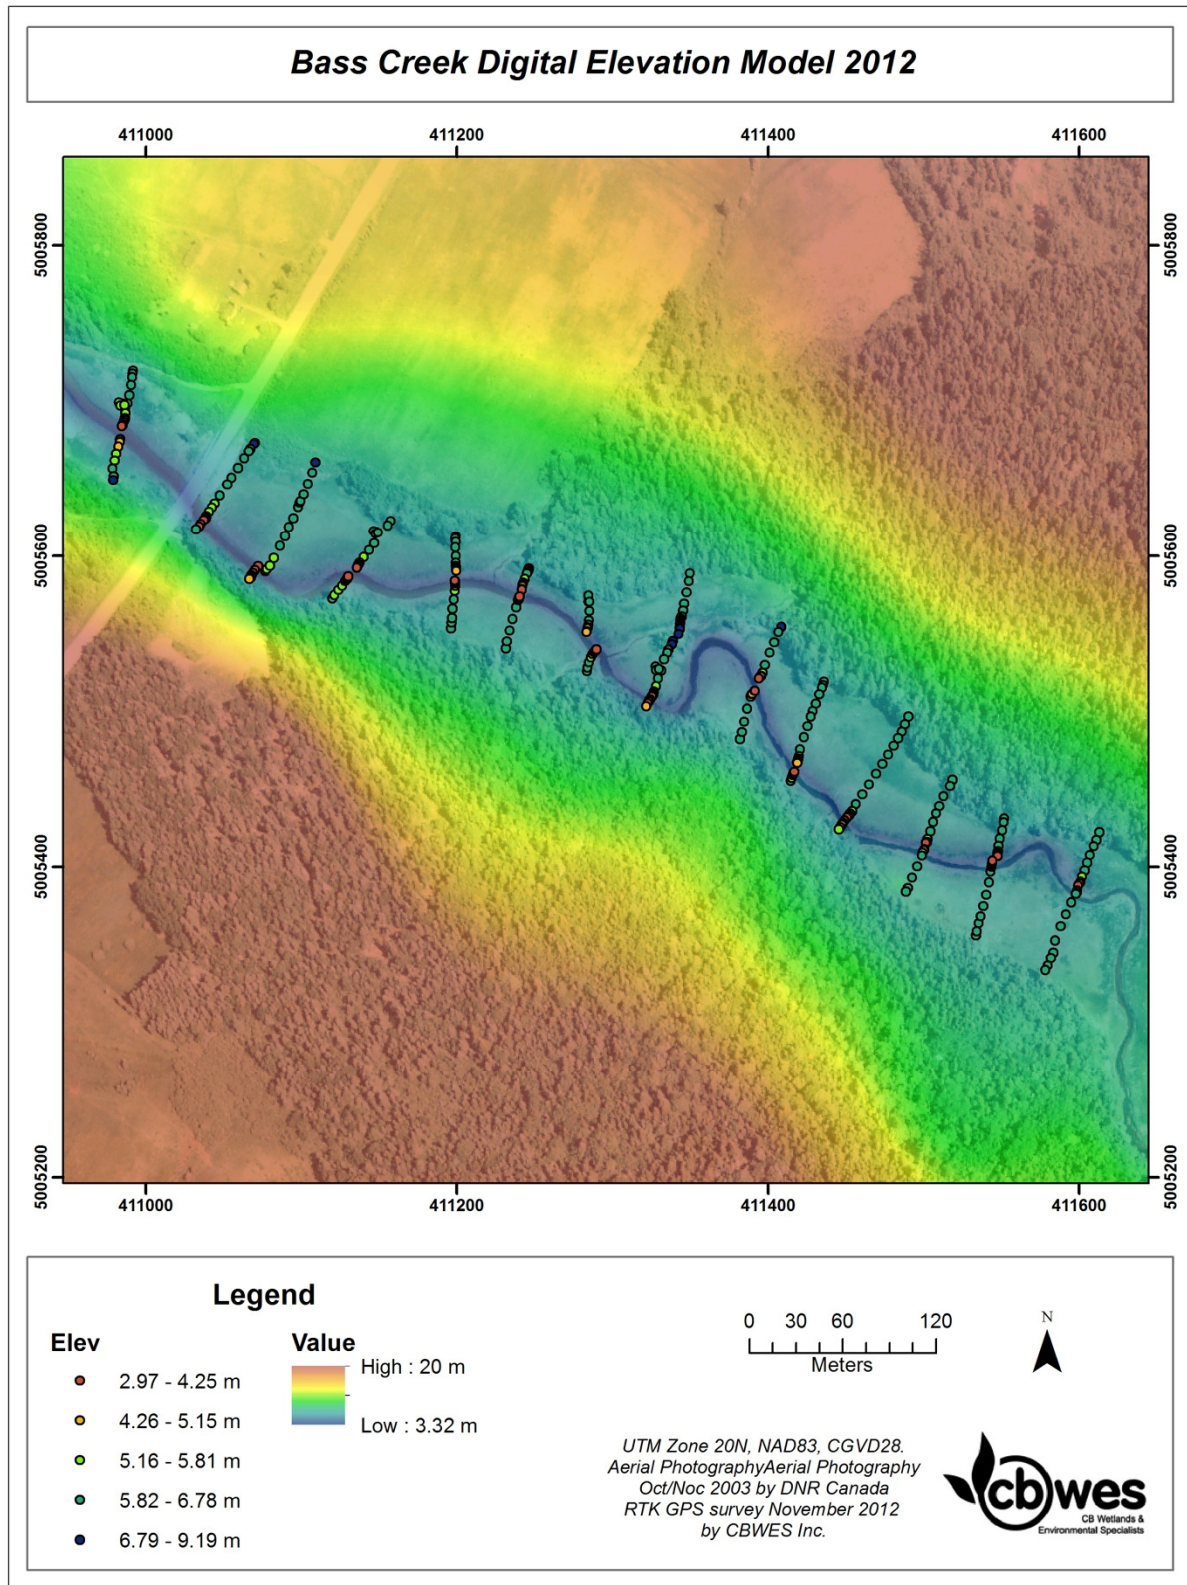 Bass Creek Digital Elevation Model 2012
411000 411200 411400 411600
5005800 5005800
5005600 5005600
5005400 5005400
5005200 5005200
411000 411200 411400 411600
Legend
Elev
2.97 - 4.25 m
4.26 - 5.15 m
5.16 - 5.81 m
5.82 - 6.78 m
6.79 - 9.19 m
Value
High : 20 m
Low : 3.32 m
0 30 60 120
Meters
N
UTM Zone 20N, NAD83, CGVD28.
Aerial PhotographyAerial Photography
Oct/Noc 2003 by DNR Canada
RTK GPS survey November 2012
by CBWES Inc.
cbwes
CB Wetlands &
Environmental Specialists